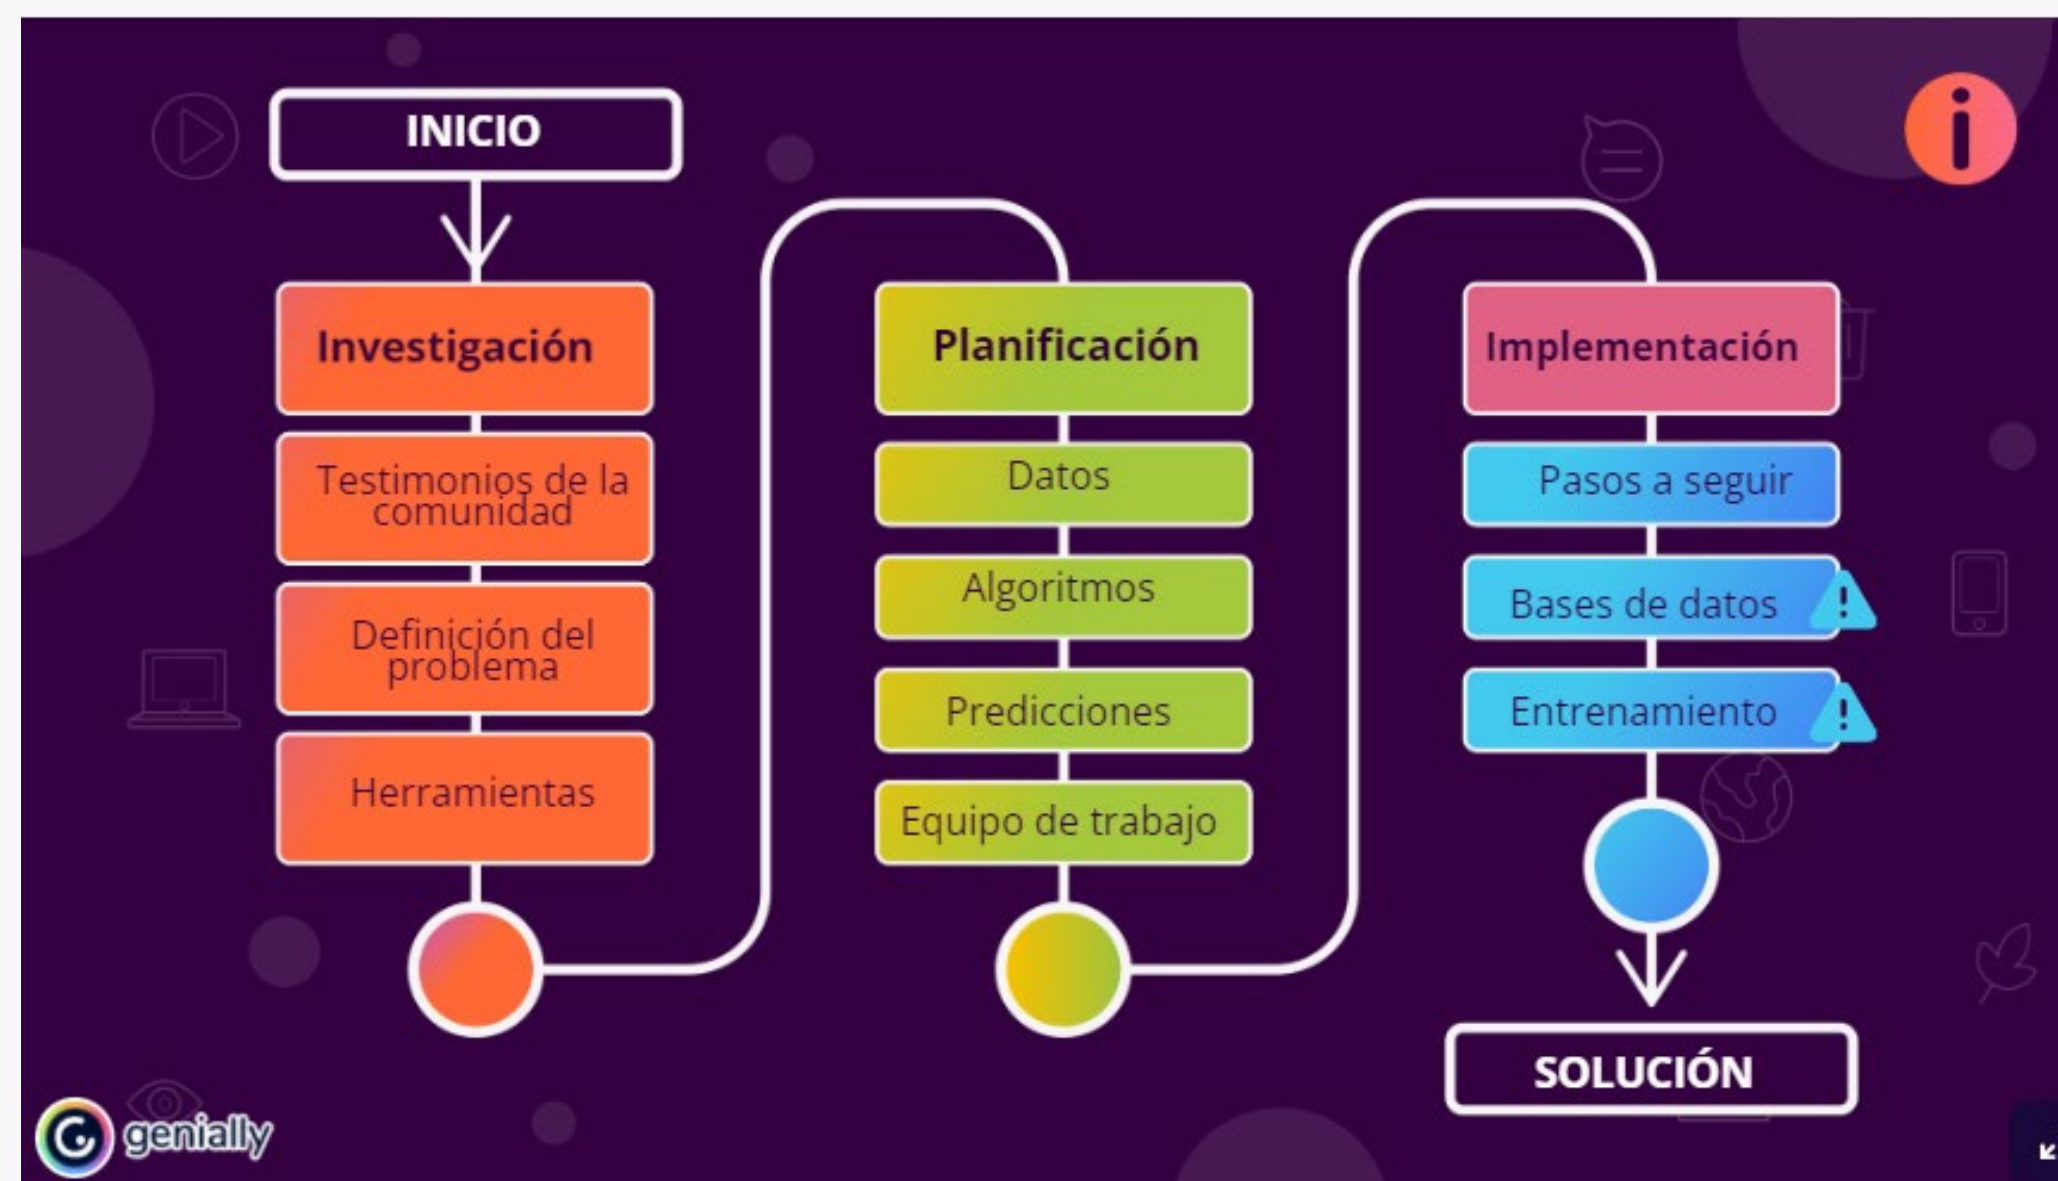 INICIO
Investigación
Testimonios de la
comunidad
Definición del
problema
Herramientas
Planificación
Datos
Algoritmos
Predicciones
Equipo de trabajo
i
Implementación
Pasos a seguir
Bases de datos
!
Entrenamiento
!
SOLUCIÓN
genially